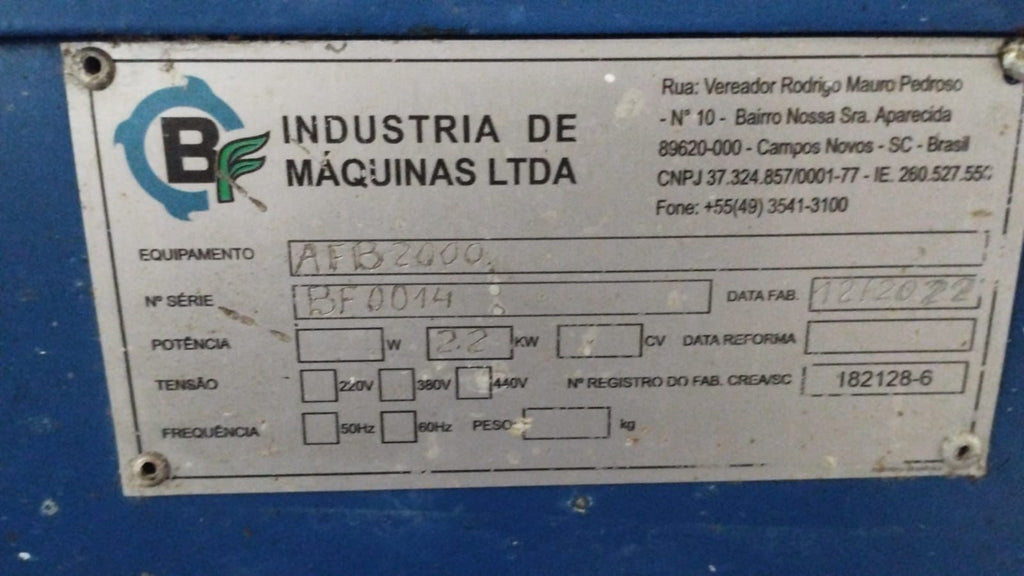 BF
INDUSTRIA DE
MÁQUINAS LTDA
Rua: Vereador Rodrigo Mauro Pedroso
- N° 10 - Bairro Nossa Sra. Aparecida
89620-000 - Campos Novos - SC - Brasil
CNPJ 37.324.857/0001-77 - IE. 260.527.55
Fone: +55(49) 3541-3100
EQUIPAMENTO AFB2000
N° SÉRIE BF0014 DATA FAB. 12/2022
POTÊNCIA W 2.2 KW CV DATA REFORMA
TENSÃO 220V 380V 440V N° REGISTRO DO FAB. CREA/SC 182128-6
FREQUÊNCIA 50Hz 60Hz PESO kg